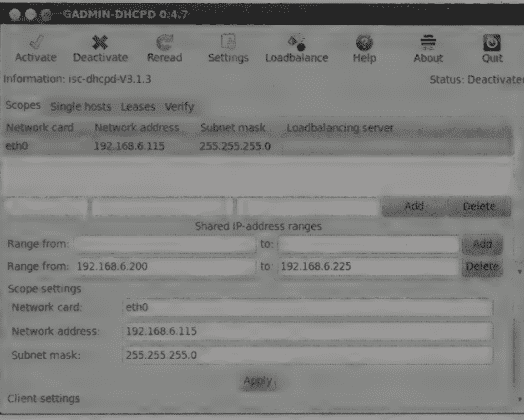 GADMIN-DHCPD 0:4.7
Activate Deactivate Reread Settings Loadbalance Help About Quit
Information: isc-dhcpd-V3.1.3 Status: Deactivated
Scopes Single hosts Leases Verify
Network card Network address Subnet mask Loadbalancing server
eth0 192.168.6.115 255.255.255.0
Add Delete
Shared IP-address ranges
Range from: to: Add
Range from: 192.168.6.200 to: 192.168.6.225 Delete
Scope settings
Network card: eth0
Network address: 192.168.6.115
Subnet mask: 255.255.255.0
Apply
Client settings